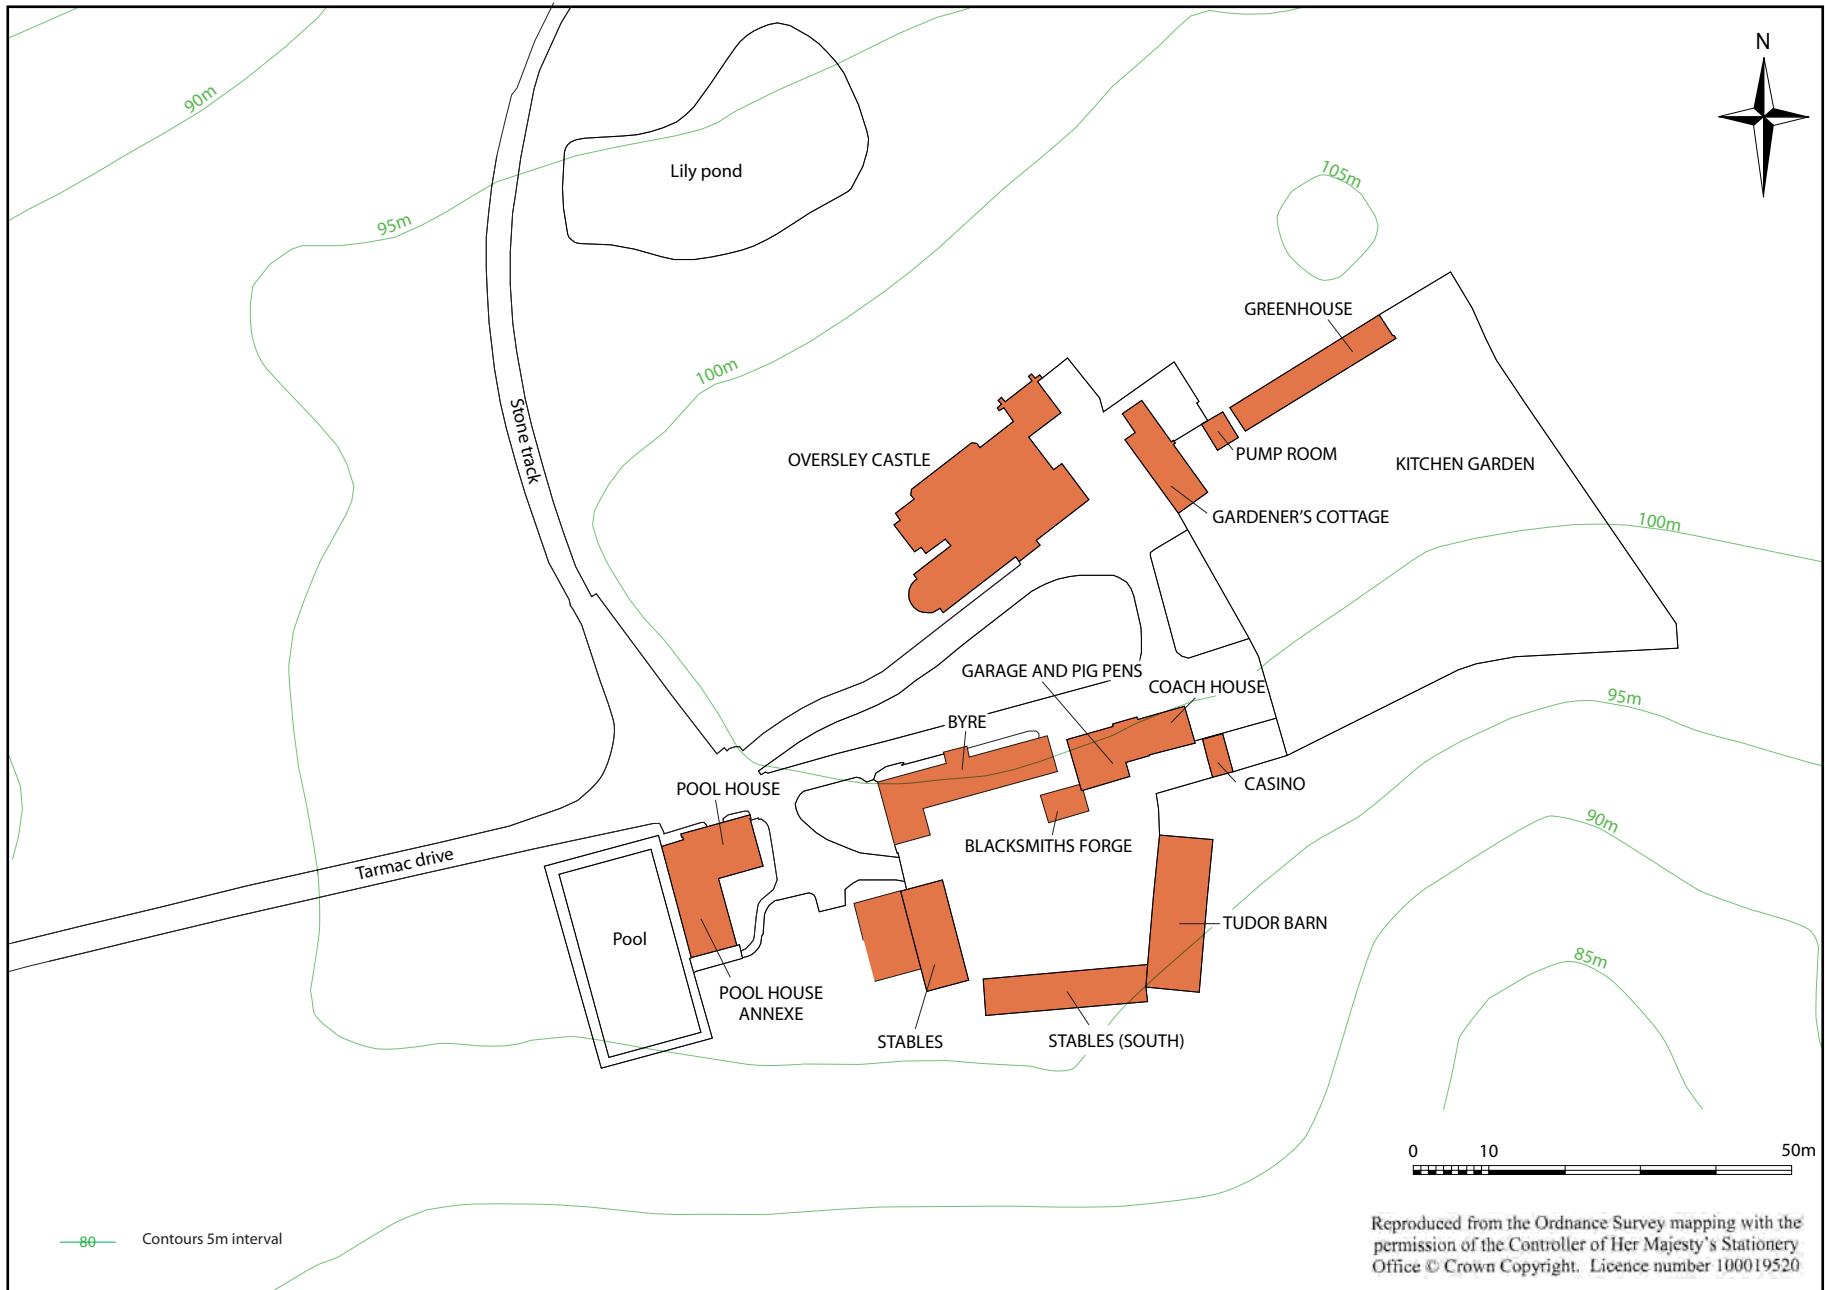 N
90m
Lily pond
105m
95m
GREENHOUSE
100m
Stone track
OVERSLEY CASTLE
PUMP ROOM
KITCHEN GARDEN
GARDENER'S COTTAGE
100m
GARAGE AND PIG PENS
COACH HOUSE
95m
BYRE
POOL HOUSE
CASINO
90m
BLACKSMITHS FORGE
Tarmac drive
TUDOR BARN
Pool
85m
POOL HOUSE
ANNEXE
STABLES
STABLES (SOUTH)
0 10 50m
80 Contours 5m interval
Reproduced from the Ordnance Survey mapping with the
permission of the Controller of Her Majesty's Stationery
Office © Crown Copyright. Licence number 100019520